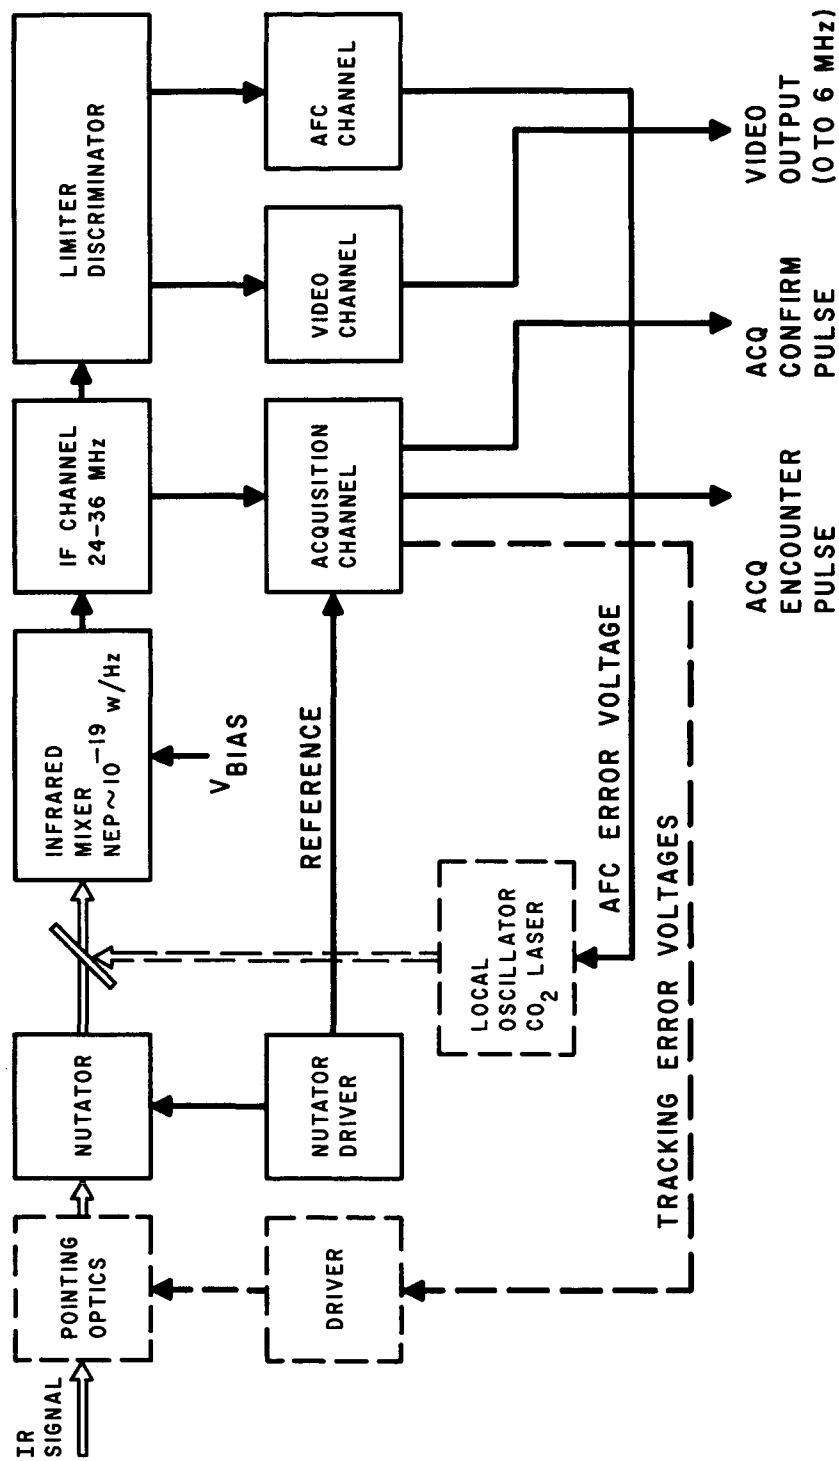 IR
SIGNAL
POINTING
OPTICS
NUTATOR
INFRARED
MIXER
NEP~10⁻¹⁹ w/Hz
IF CHANNEL
24-36 MHz
LIMITER
DISCRIMINATOR
DRIVER
NUTATOR
DRIVER
V BIAS
REFERENCE
ACQUISITION
CHANNEL
VIDEO
CHANNEL
AFC
CHANNEL
LOCAL
OSCILLATOR
CO₂ LASER
AFC ERROR VOLTAGE
TRACKING ERROR VOLTAGES
ACQ
ENCOUNTER
PULSE
ACQ
CONFIRM
PULSE
VIDEO
OUTPUT
(0 TO 6 MHz)